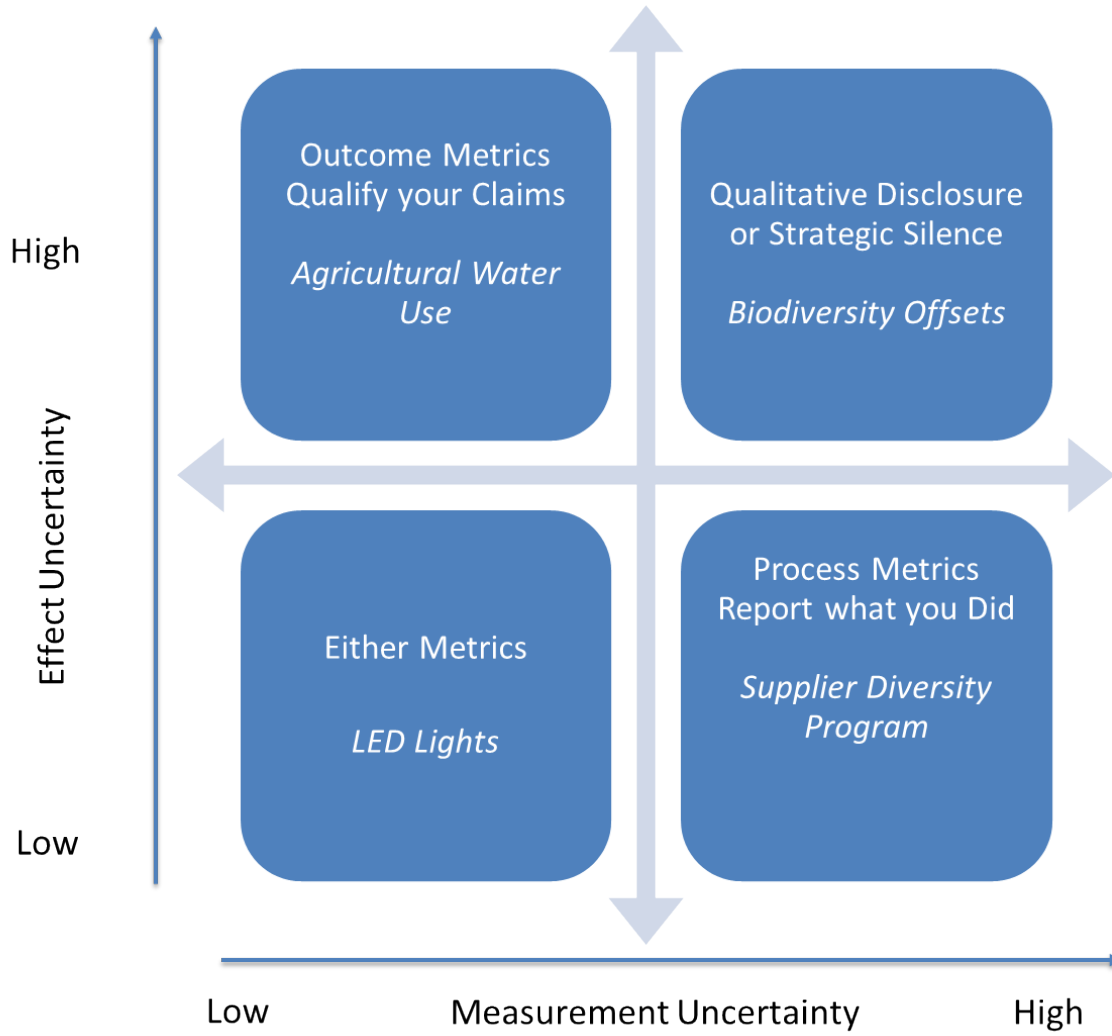 Outcome Metrics
Qualify your Claims
Agricultural Water
Use
Qualitative Disclosure
or Strategic Silence
Biodiversity Offsets
High
Effect Uncertainty
Either Metrics
LED Lights
Process Metrics
Report what you Did
Supplier Diversity
Program
Low
Low
Measurement Uncertainty
High